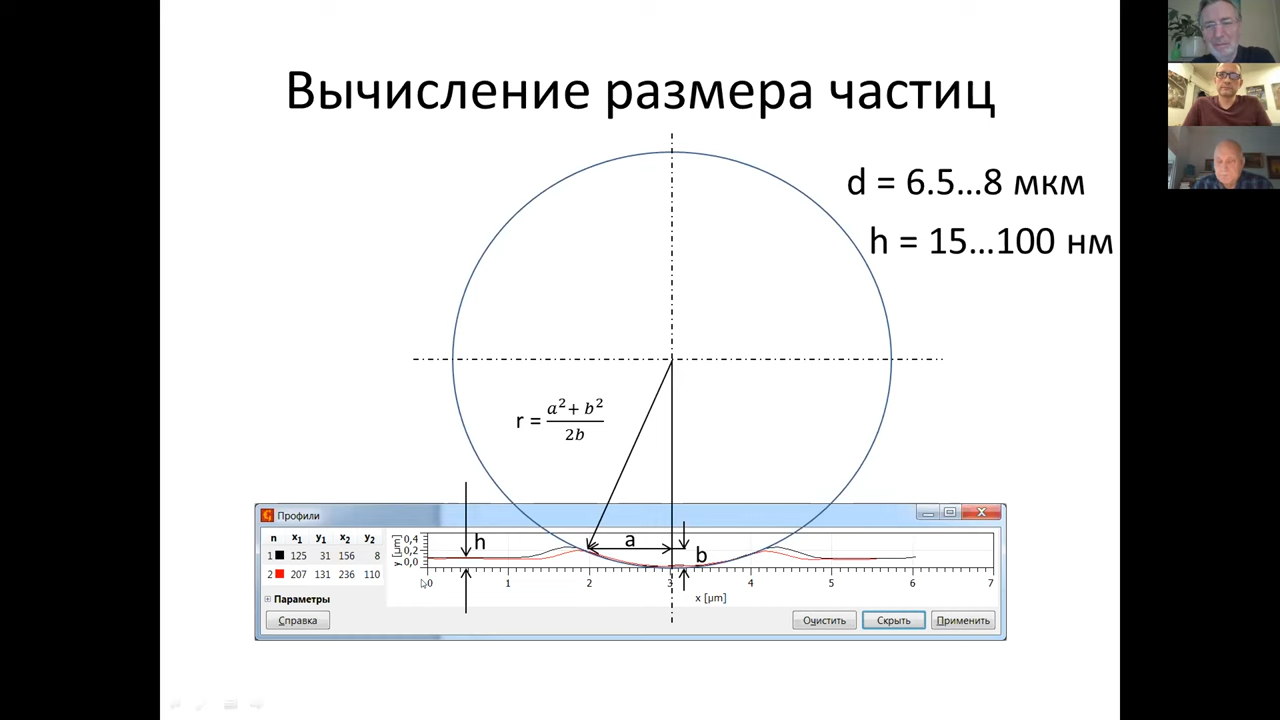 Вычисление размера частиц
d = 6.5…8 мкм
h = 15…100 нм
r = a² + b² / 2b
Профили
n x₁ y₁ x₂ y₂
1 125 31 156 8
2 207 131 236 110
Параметры
Справка
y [µm]
0,4
0,2
0,0
h
a
b
0 1 2 3 4 5 6 7
x [µm]
Очистить Скрыть Применить